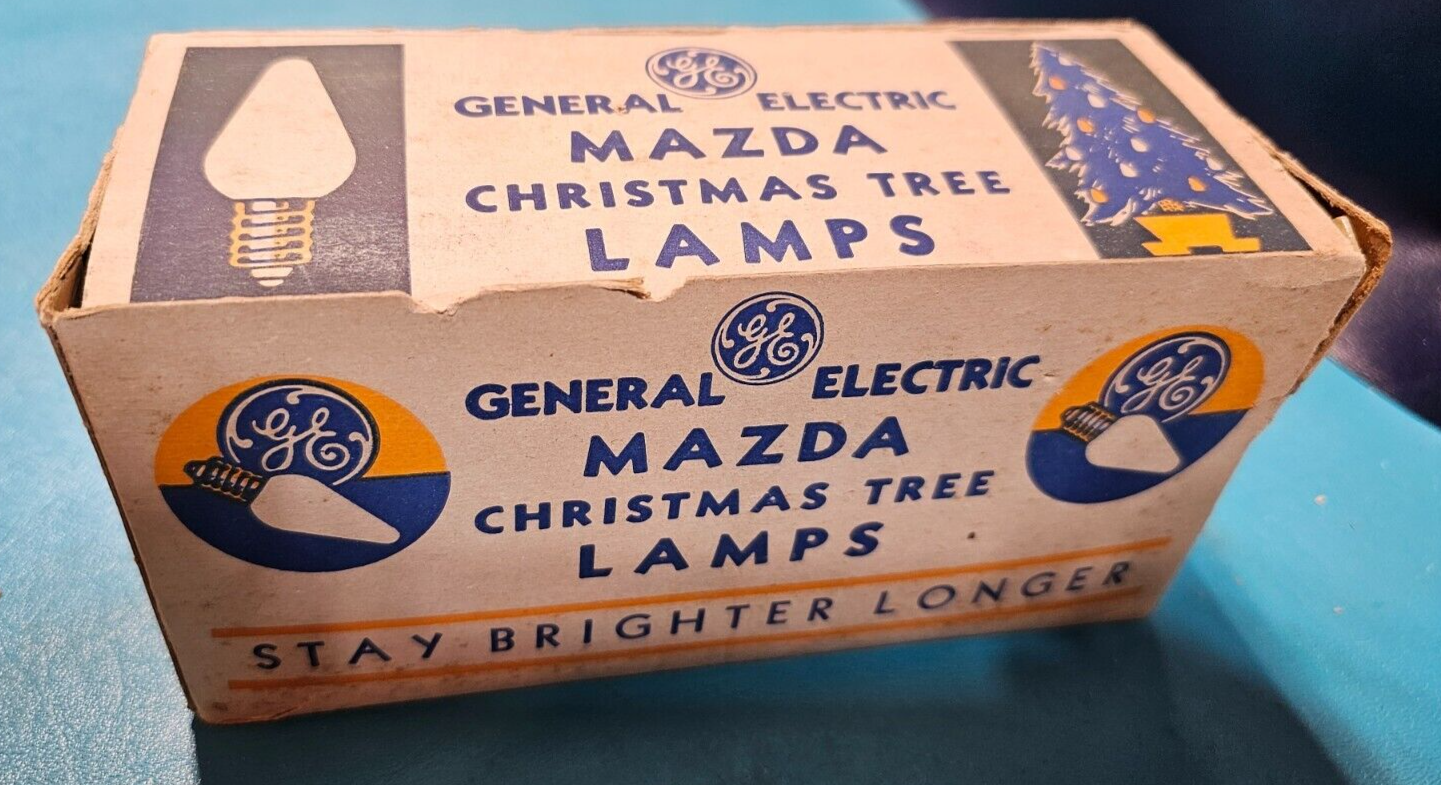 GE
GENERAL ELECTRIC
MAZDA
CHRISTMAS TREE
LAMPS
GE
GENERAL ELECTRIC
MAZDA
CHRISTMAS TREE
LAMPS
STAY BRIGHTER LONGER
GE
GE